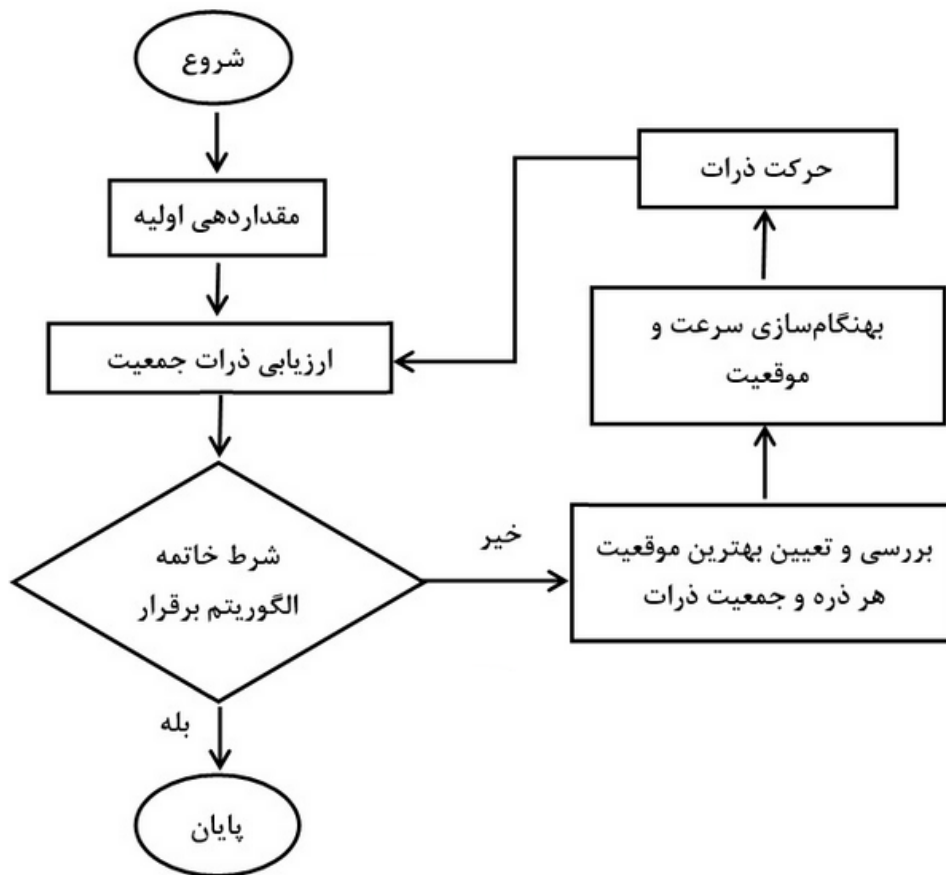 شروع
مقداردهی اولیه
ارزیابی ذرات جمعیت
شرط خاتمه
الگوریتم برقرار
بله
پایان
خیر
بررسی و تعیین بهترین موقعیت
هر ذره و جمعیت ذرات
بهنگام‌سازی سرعت و
موقعیت
حرکت ذرات